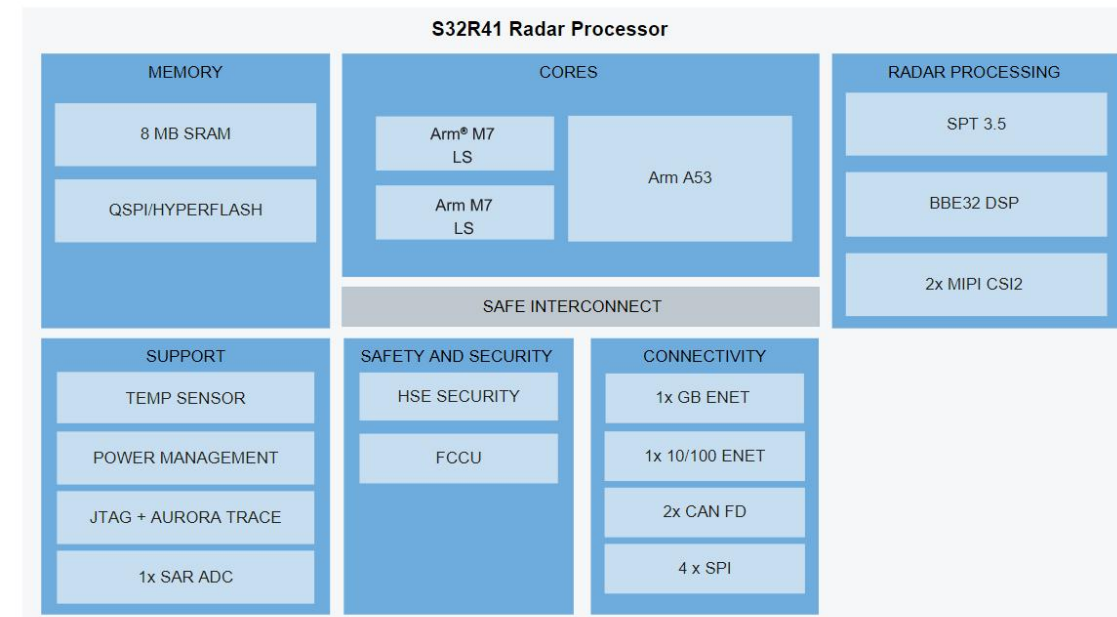 S32R41 Radar Processor
MEMORY
8 MB SRAM
QSPI/HYPERFLASH
CORES
Arm® M7
LS
Arm M7
LS
Arm A53
RADAR PROCESSING
SPT 3.5
BBE32 DSP
2x MIPI CSI2
SAFE INTERCONNECT
SUPPORT
TEMP SENSOR
POWER MANAGEMENT
JTAG + AURORA TRACE
1x SAR ADC
SAFETY AND SECURITY
HSE SECURITY
FCCU
CONNECTIVITY
1x GB ENET
1x 10/100 ENET
2x CAN FD
4 x SPI